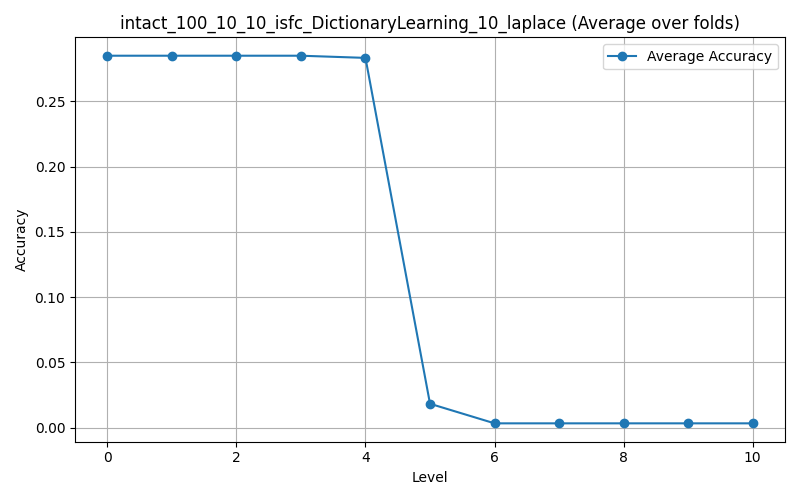 intact_100_10_10_isfc_DictionaryLearning_10_laplace (Average over folds)
Average Accuracy
0.25
0.20
0.15
0.10
0.05
0.00
Accuracy
0 2 4 6 8 10
Level